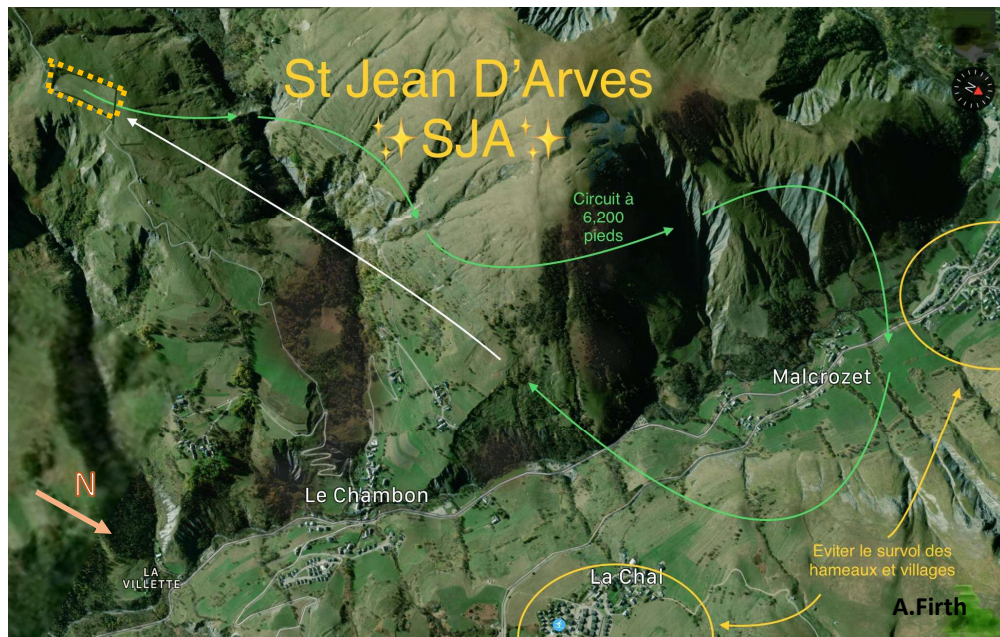 St Jean D'Arves
✨SJA✨
Circuit à
6,200
pieds
N
Malcrozet
Le Chambon
N
LA
VILLETTE
La Chal
Eviter le survol des
hameaux et villages
A.Firth